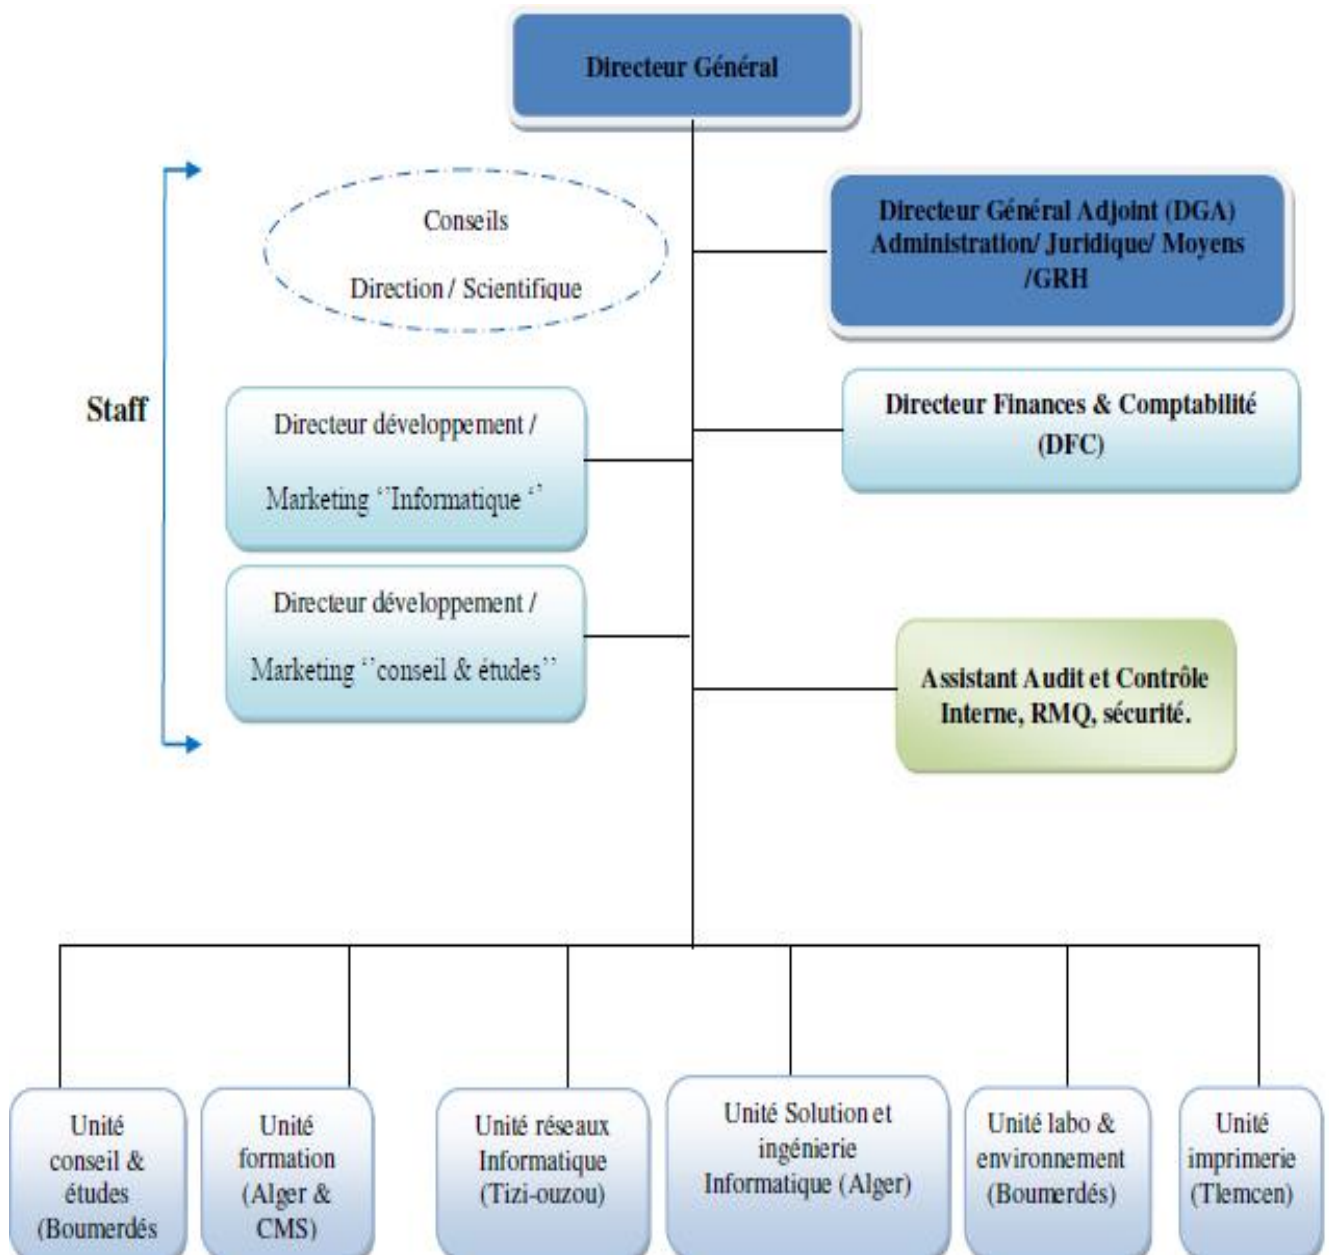 Directeur Général
Conseils
Direction / Scientifique
Directeur Général Adjoint (DGA)
Administration/ Juridique/ Moyens
/GRH
Staff
Directeur développement /
Marketing ‘’Informatique ‘’
Directeur Finances & Comptabilité
(DFC)
Directeur développement /
Marketing ‘’conseil & études’’
Assistant Audit et Contrôle
Interne, RMQ, sécurité.
Unité
conseil &
études
(Boumerdés
Unité
formation
(Alger &
CMS)
Unité réseaux
Informatique
(Tizi-ouzou)
Unité Solution et
ingénierie
Informatique (Alger)
Unité labo &
environnement
(Boumerdés)
Unité
imprimerie
(Tlemcen)